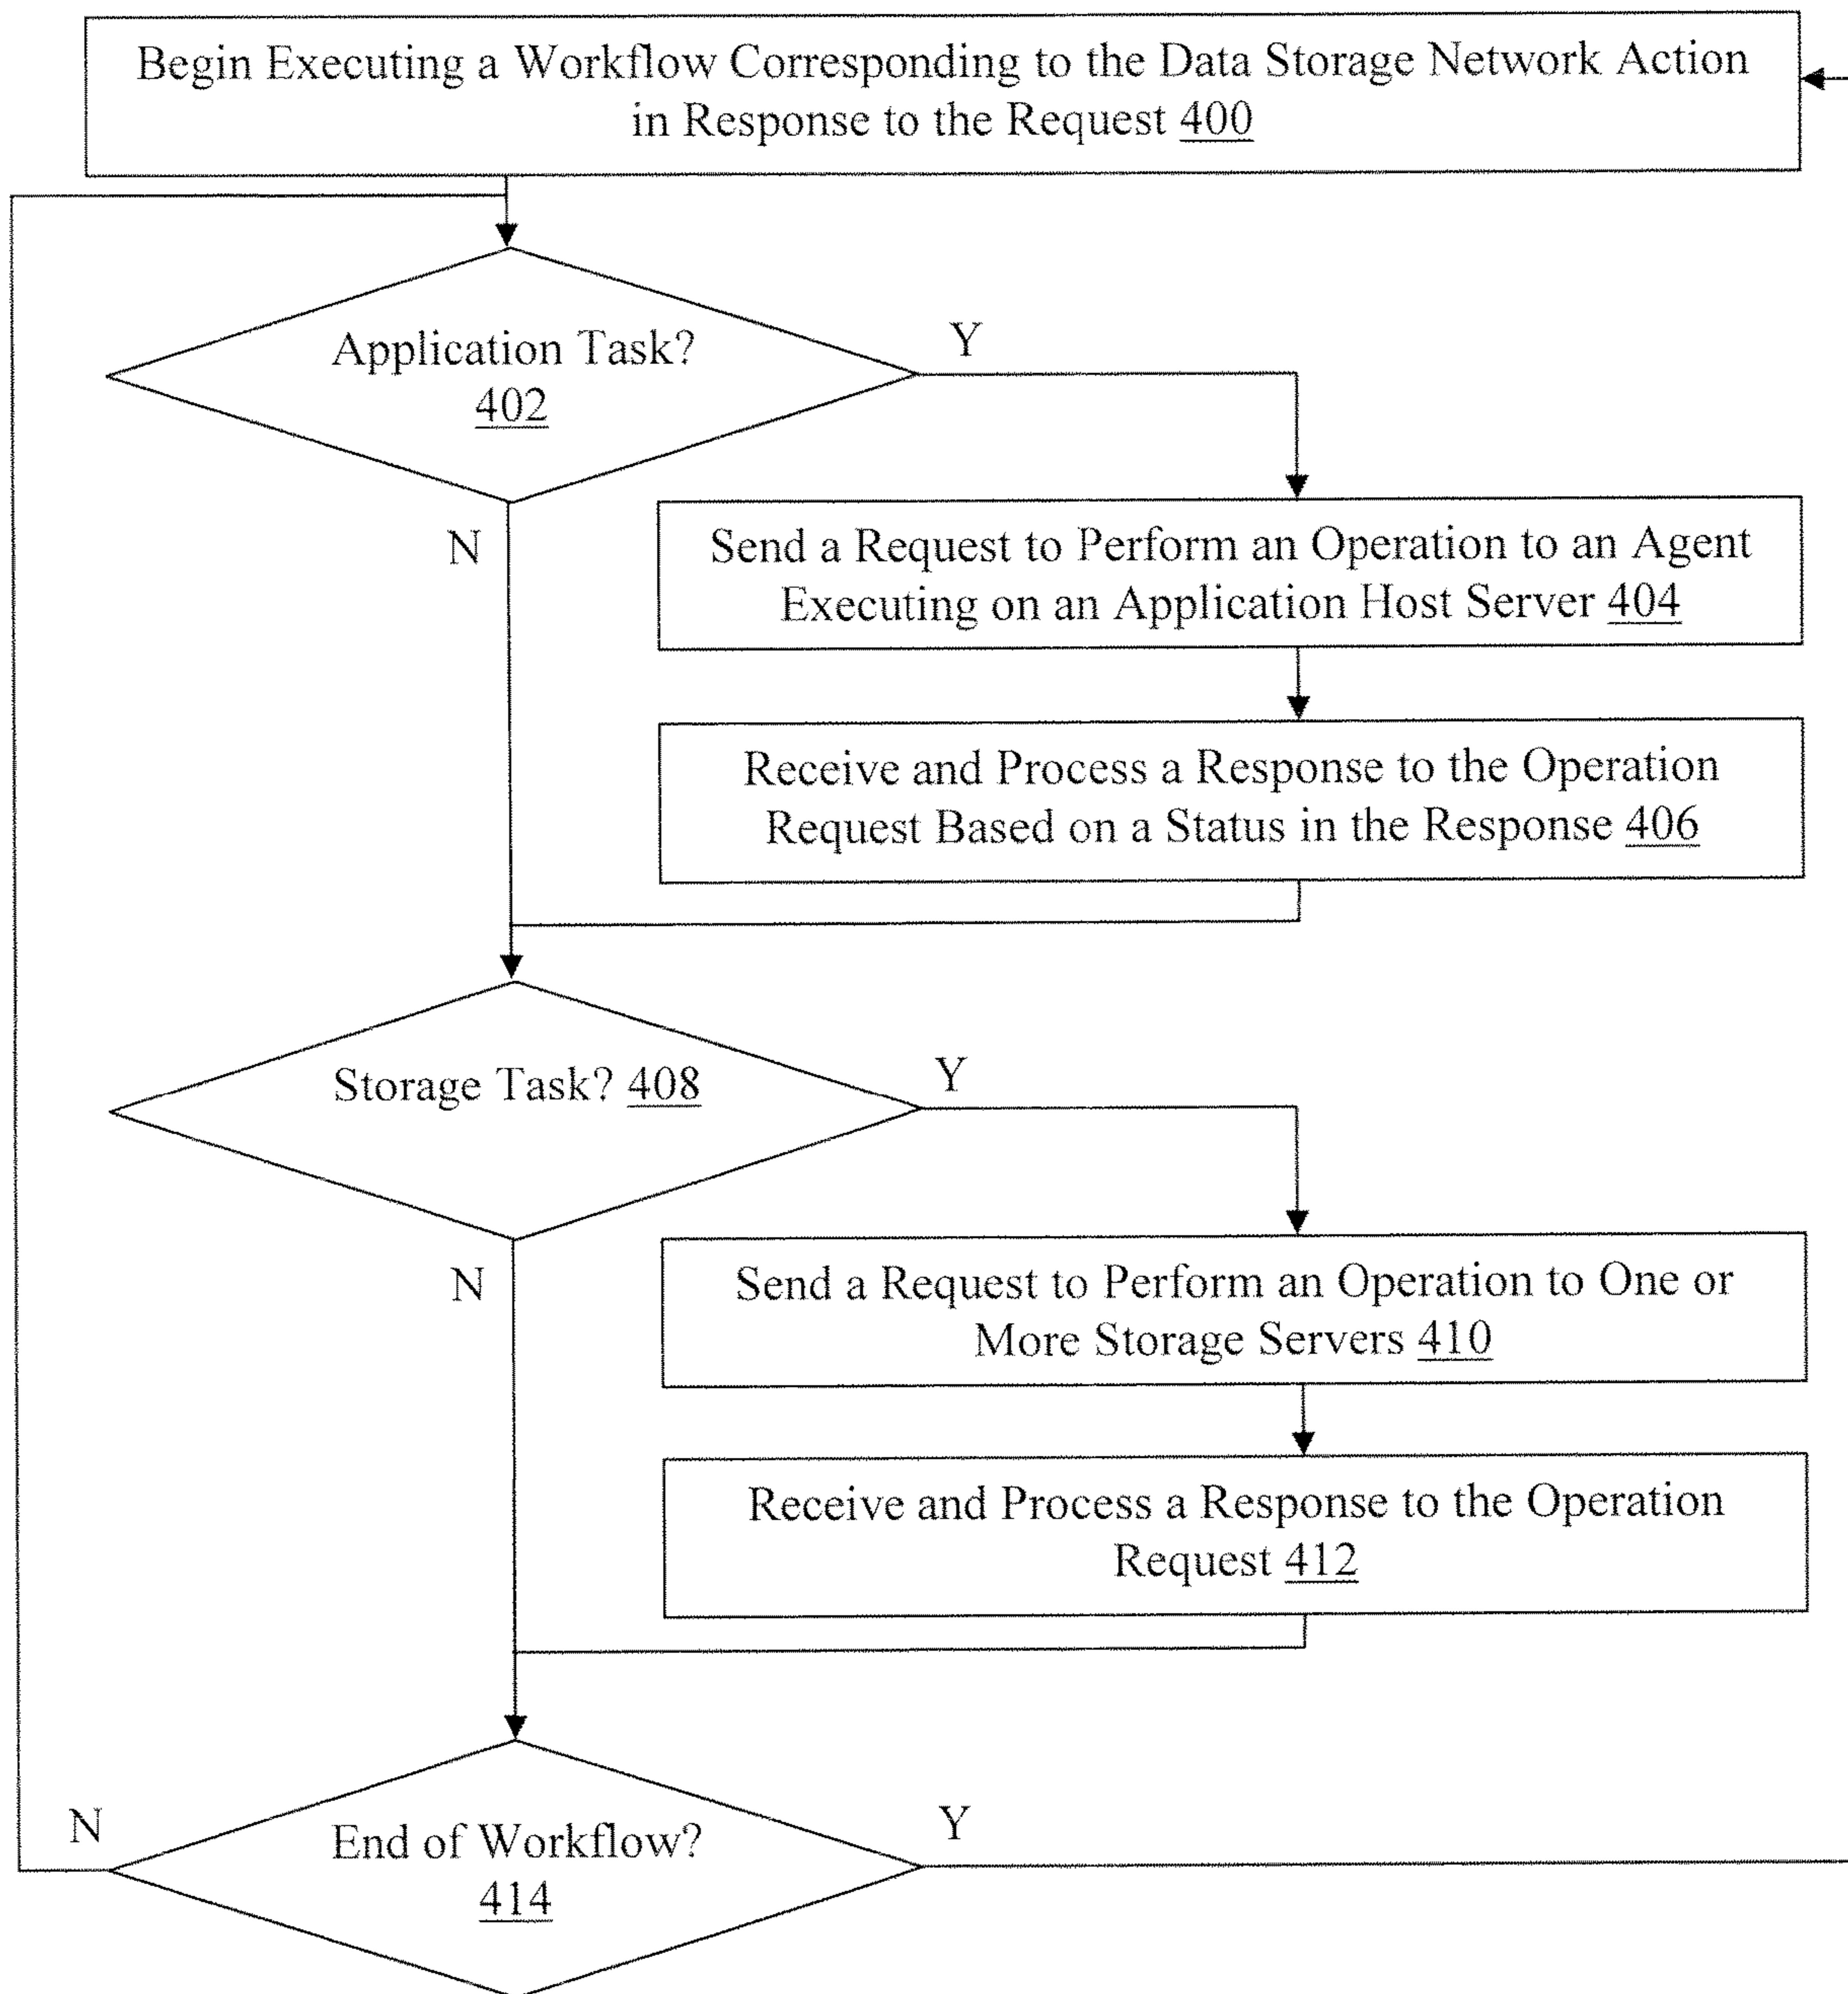 Begin Executing a Workflow Corresponding to the Data Storage Network Action
in Response to the Request 400
Application Task?
402
Y
N
Send a Request to Perform an Operation to an Agent
Executing on an Application Host Server 404
Receive and Process a Response to the Operation
Request Based on a Status in the Response 406
Storage Task? 408
Y
N
Send a Request to Perform an Operation to One or
More Storage Servers 410
Receive and Process a Response to the Operation
Request 412
N
End of Workflow?
414
Y